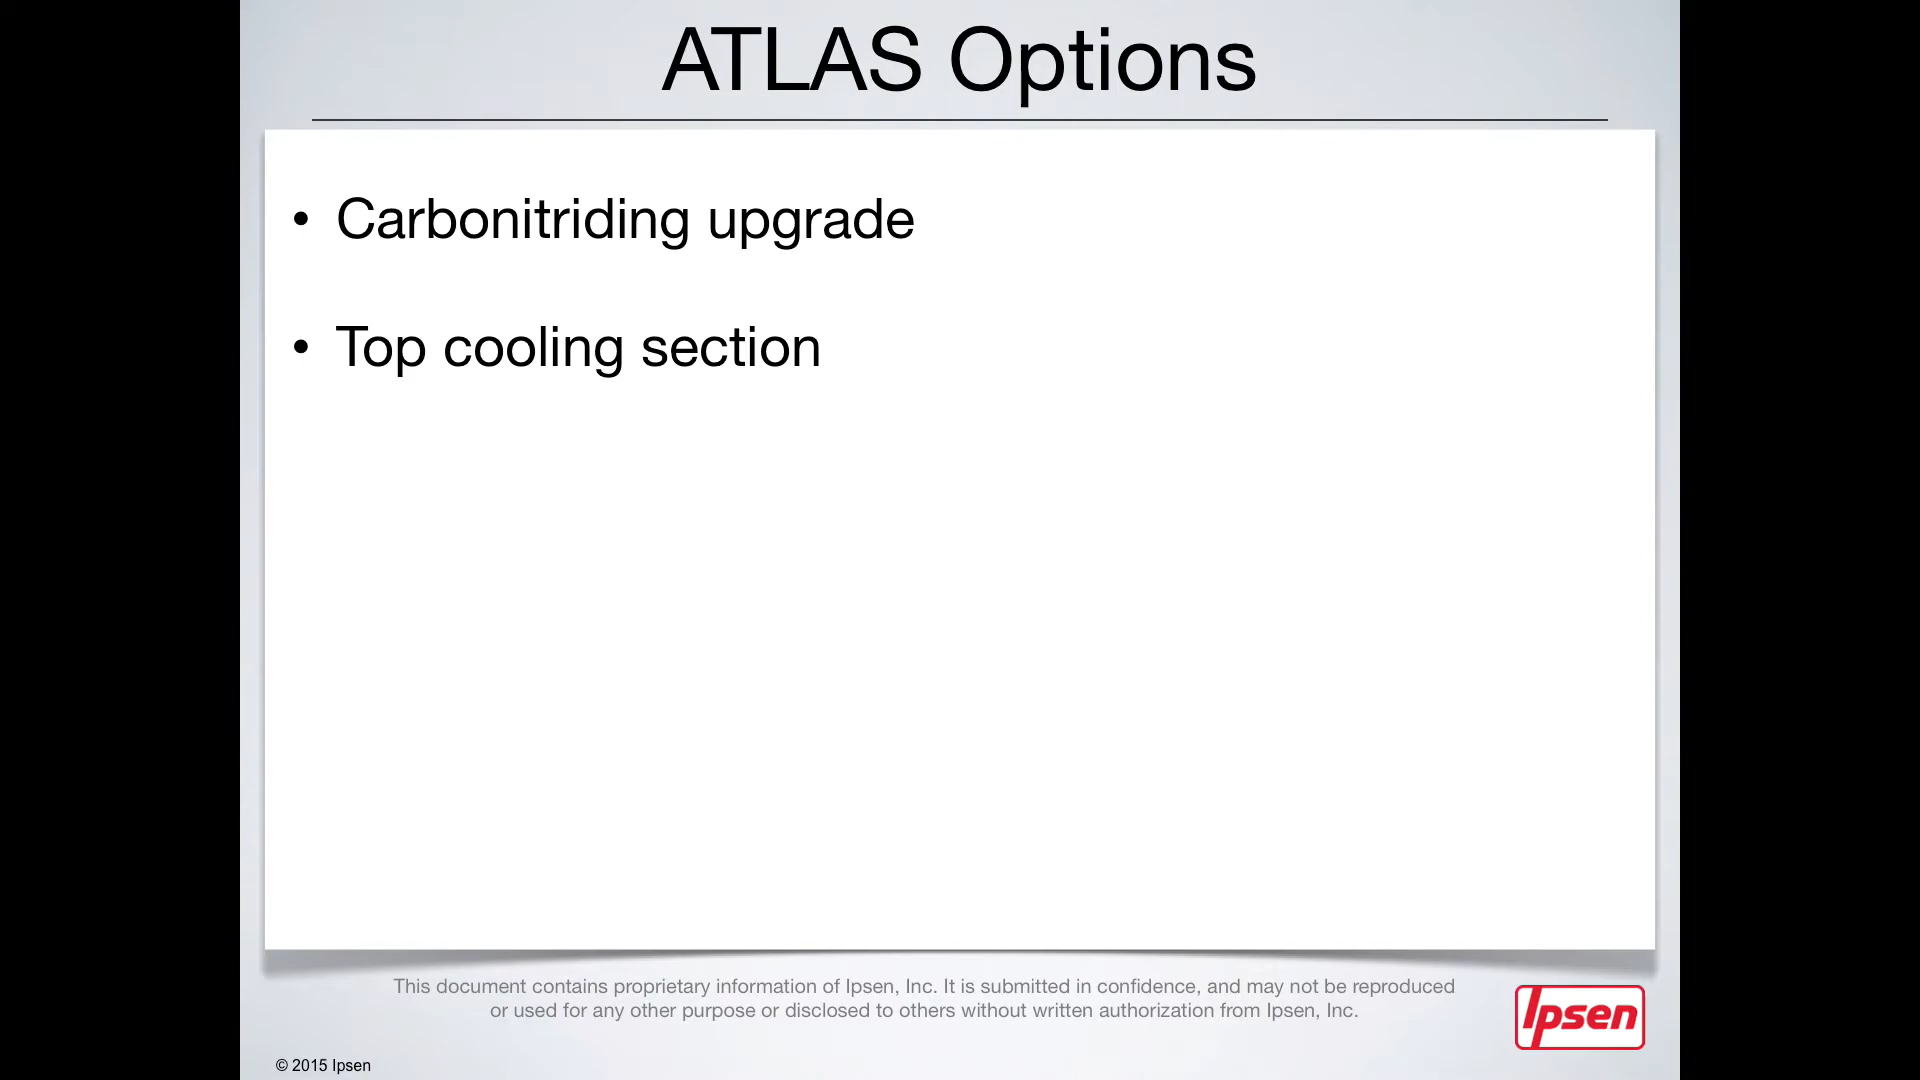 ATLAS Options
• Carbonitriding upgrade
• Top cooling section
This document contains proprietary information of Ipsen, Inc. It is submitted in confidence, and may not be reproduced
or used for any other purpose or disclosed to others without written authorization from Ipsen, Inc.
Ipsen
© 2015 Ipsen